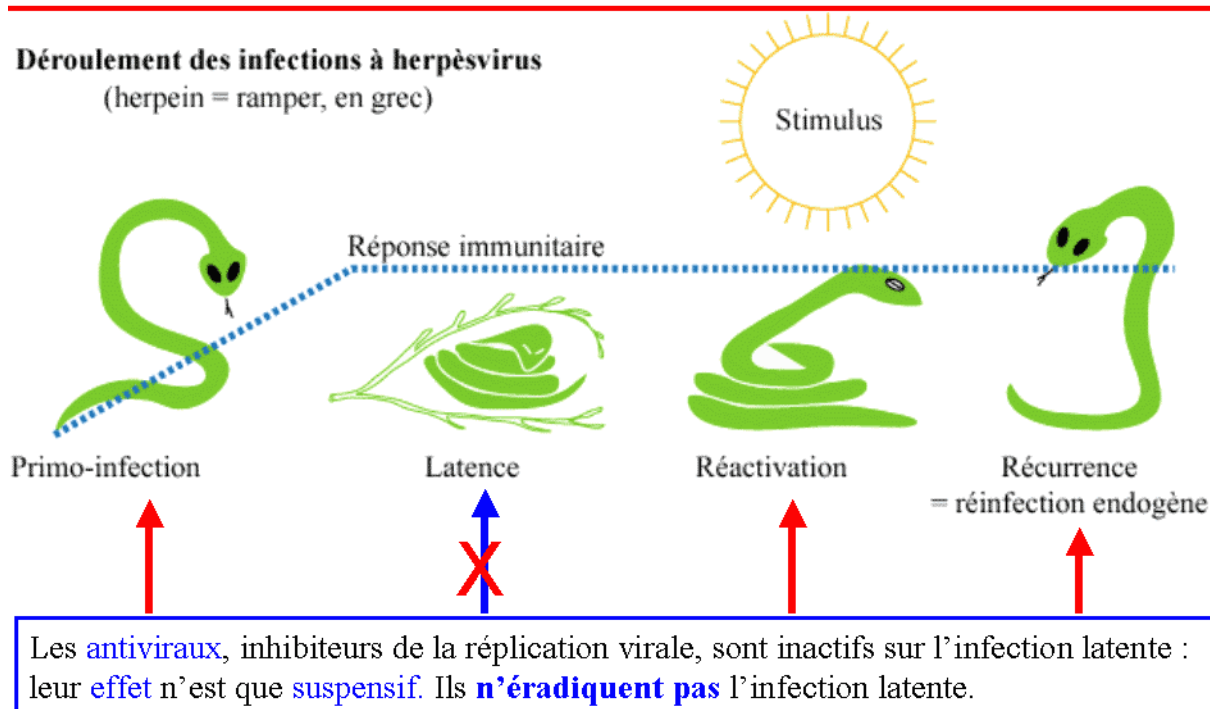 Déroulement des infections à herpèsvirus
(herpein = ramper, en grec)
Stimulus
Réponse immunitaire
Primo-infection
Latence
Réactivation
Récurrence
= réinfection endogène
X
Les antiviraux, inhibiteurs de la réplication virale, sont inactifs sur l’infection latente :
leur effet n’est que suspensif. Ils n’éradiquent pas l’infection latente.